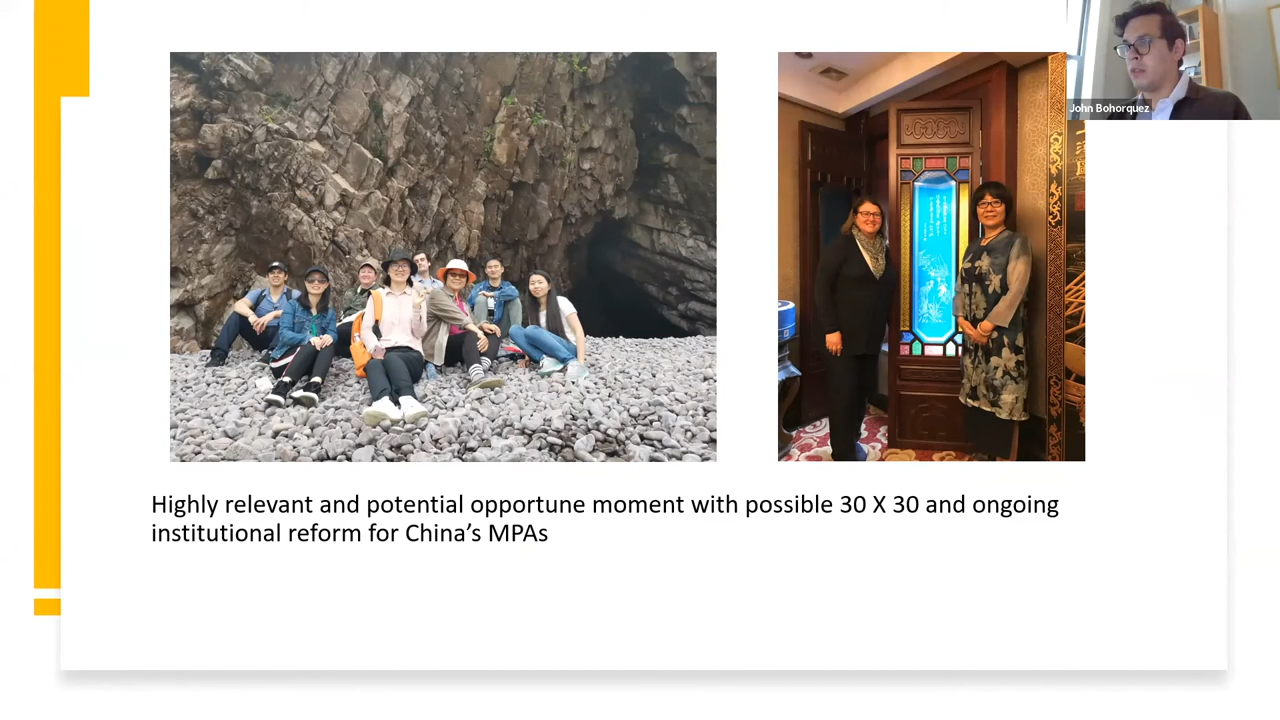 John Bohorquez
Highly relevant and potential opportune moment with possible 30 X 30 and ongoing
institutional reform for China’s MPAs